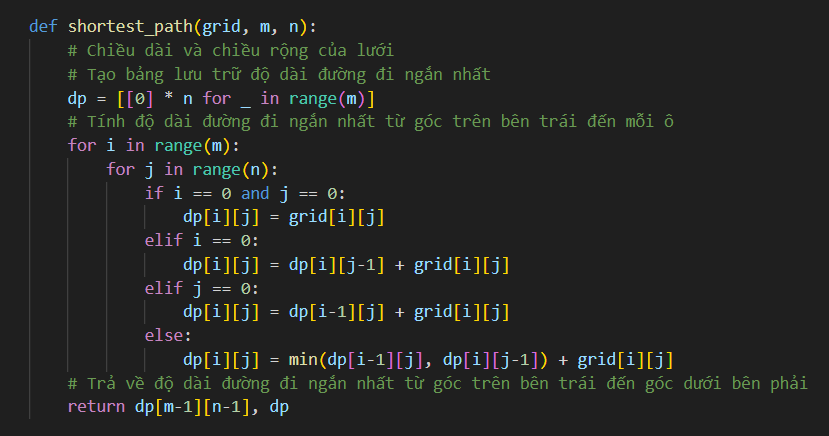 def shortest_path(grid, m, n):
    # Chiều dài và chiều rộng của lưới
    # Tạo bảng lưu trữ độ dài đường đi ngắn nhất
    dp = [[0] * n for _ in range(m)]
    # Tính độ dài đường đi ngắn nhất từ góc trên bên trái đến mỗi ô
    for i in range(m):
        for j in range(n):
            if i == 0 and j == 0:
                dp[i][j] = grid[i][j]
            elif i == 0:
                dp[i][j] = dp[i][j-1] + grid[i][j]
            elif j == 0:
                dp[i][j] = dp[i-1][j] + grid[i][j]
            else:
                dp[i][j] = min(dp[i-1][j], dp[i][j-1]) + grid[i][j]
    # Trả về độ dài đường đi ngắn nhất từ góc trên bên trái đến góc dưới bên phải
    return dp[m-1][n-1], dp